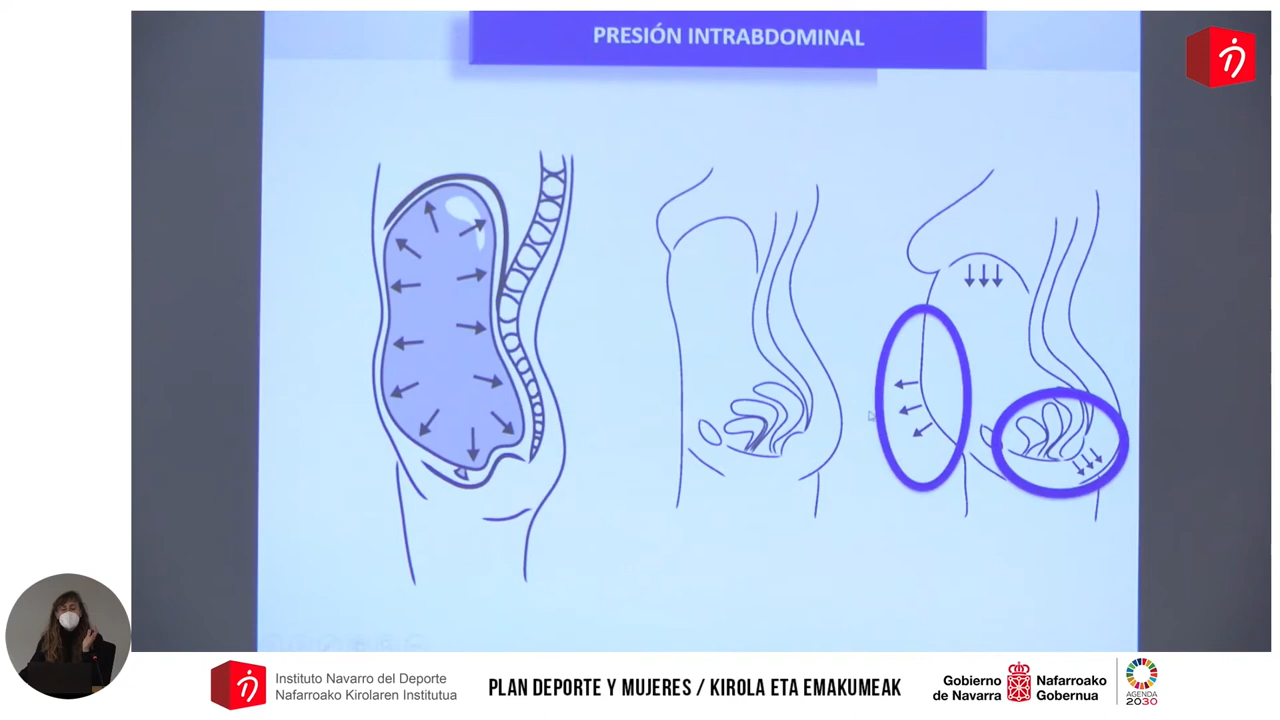 PRESIÓN INTRABDOMINAL
Instituto Navarro del Deporte
Nafarroako Kirolaren Institutua
PLAN DEPORTE Y MUJERES / KIROLA ETA EMAKUMEAK
Gobierno
de Navarra
Nafarroako
Gobernua
AGENDA
2030